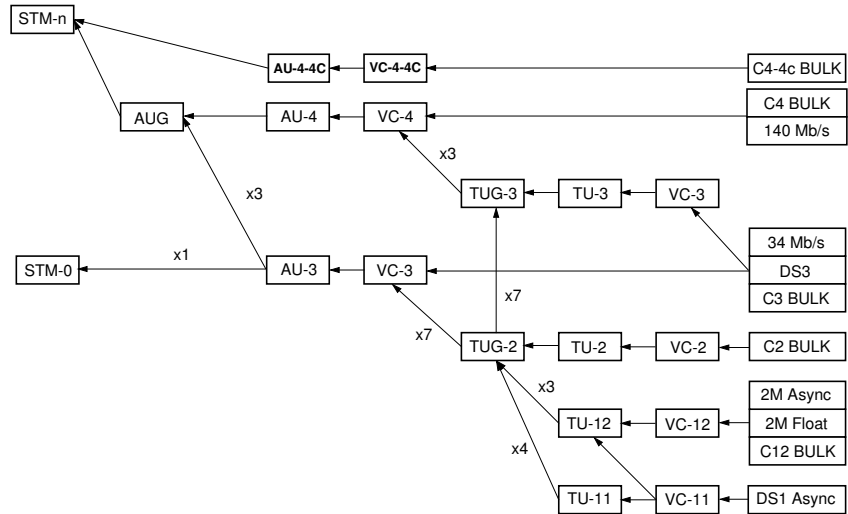 STM-n
AU-4-4C
VC-4-4C
C4-4c BULK
C4 BULK
AUG
AU-4
VC-4
140 Mb/s
x3
TUG-3
TU-3
VC-3
x3
34 Mb/s
x1
STM-0
AU-3
VC-3
DS3
C3 BULK
x7
x7
TUG-2
TU-2
VC-2
C2 BULK
x3
2M Async
TU-12
VC-12
2M Float
x4
C12 BULK
TU-11
VC-11
DS1 Async